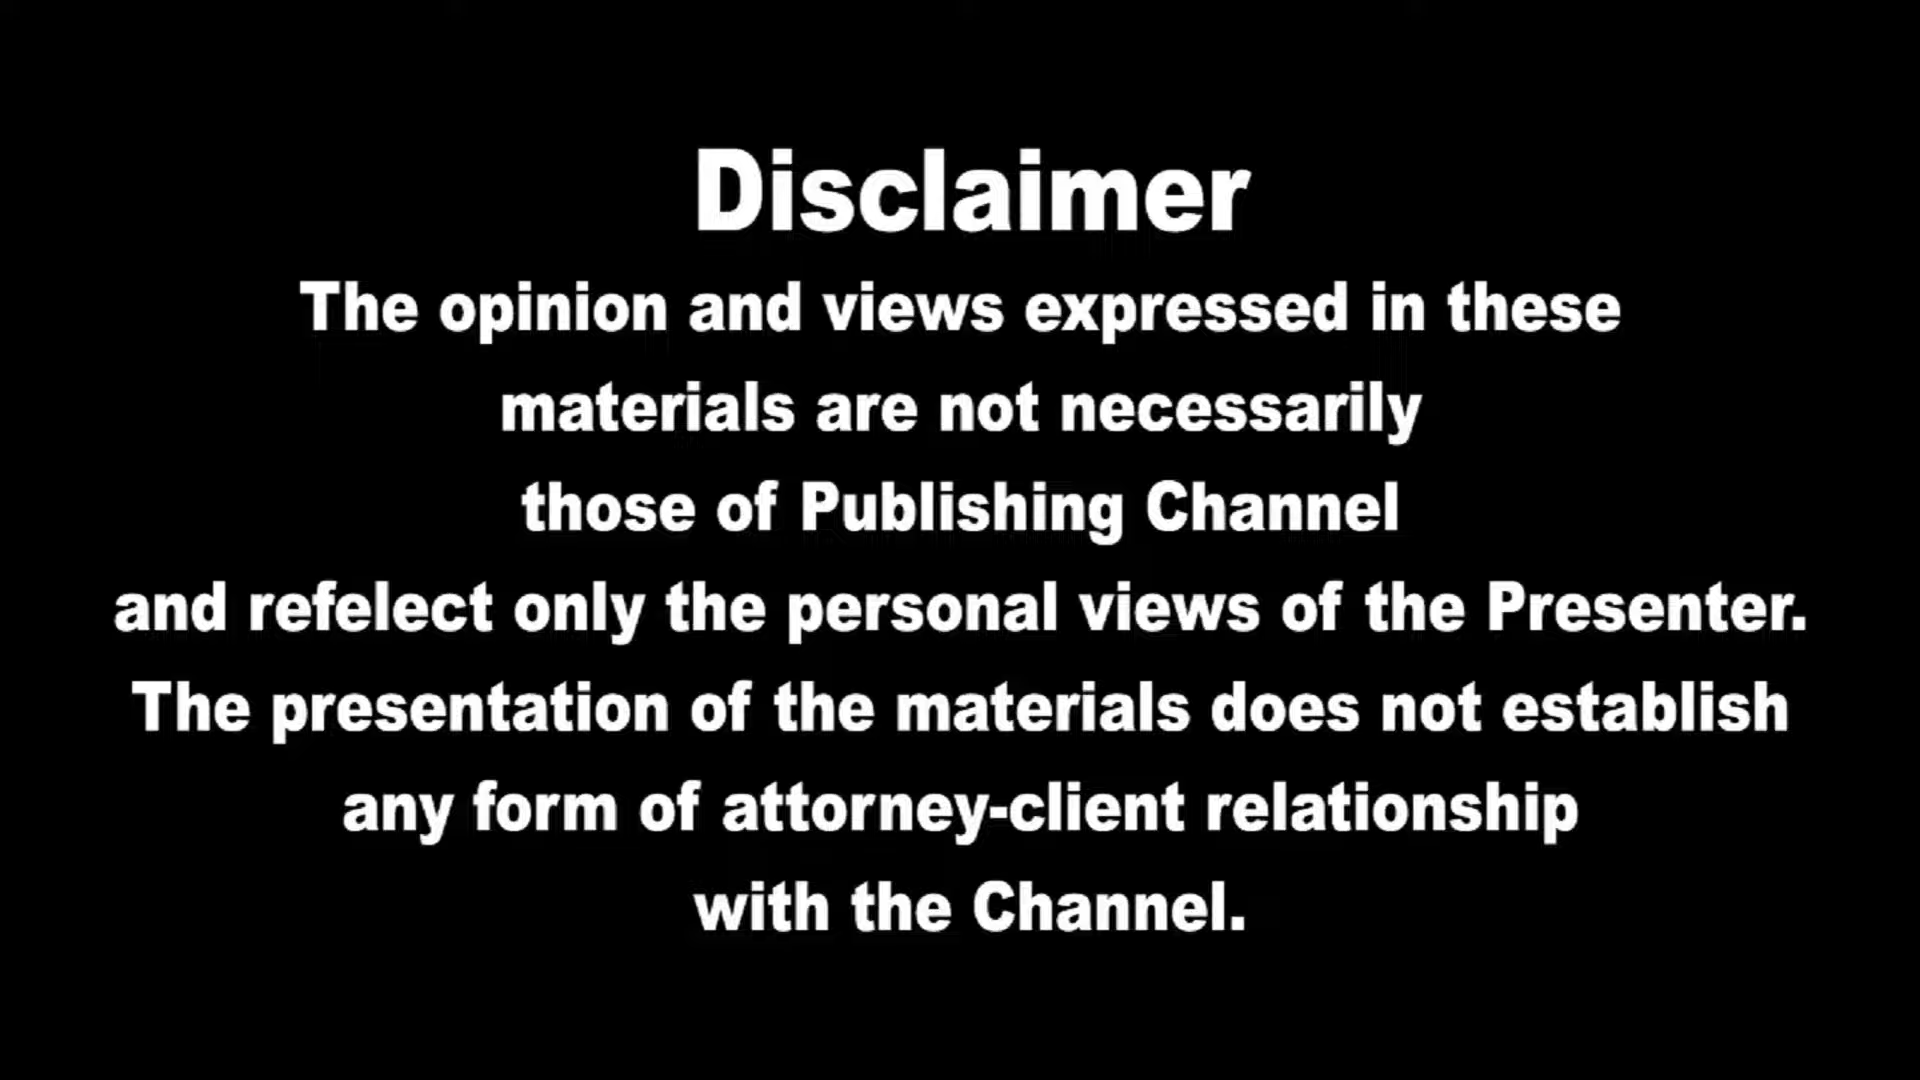 Disclaimer
The opinion and views expressed in these
materials are not necessarily
those of Publishing Channel
and refelect only the personal views of the Presenter.
The presentation of the materials does not establish
any form of attorney-client relationship
with the Channel.